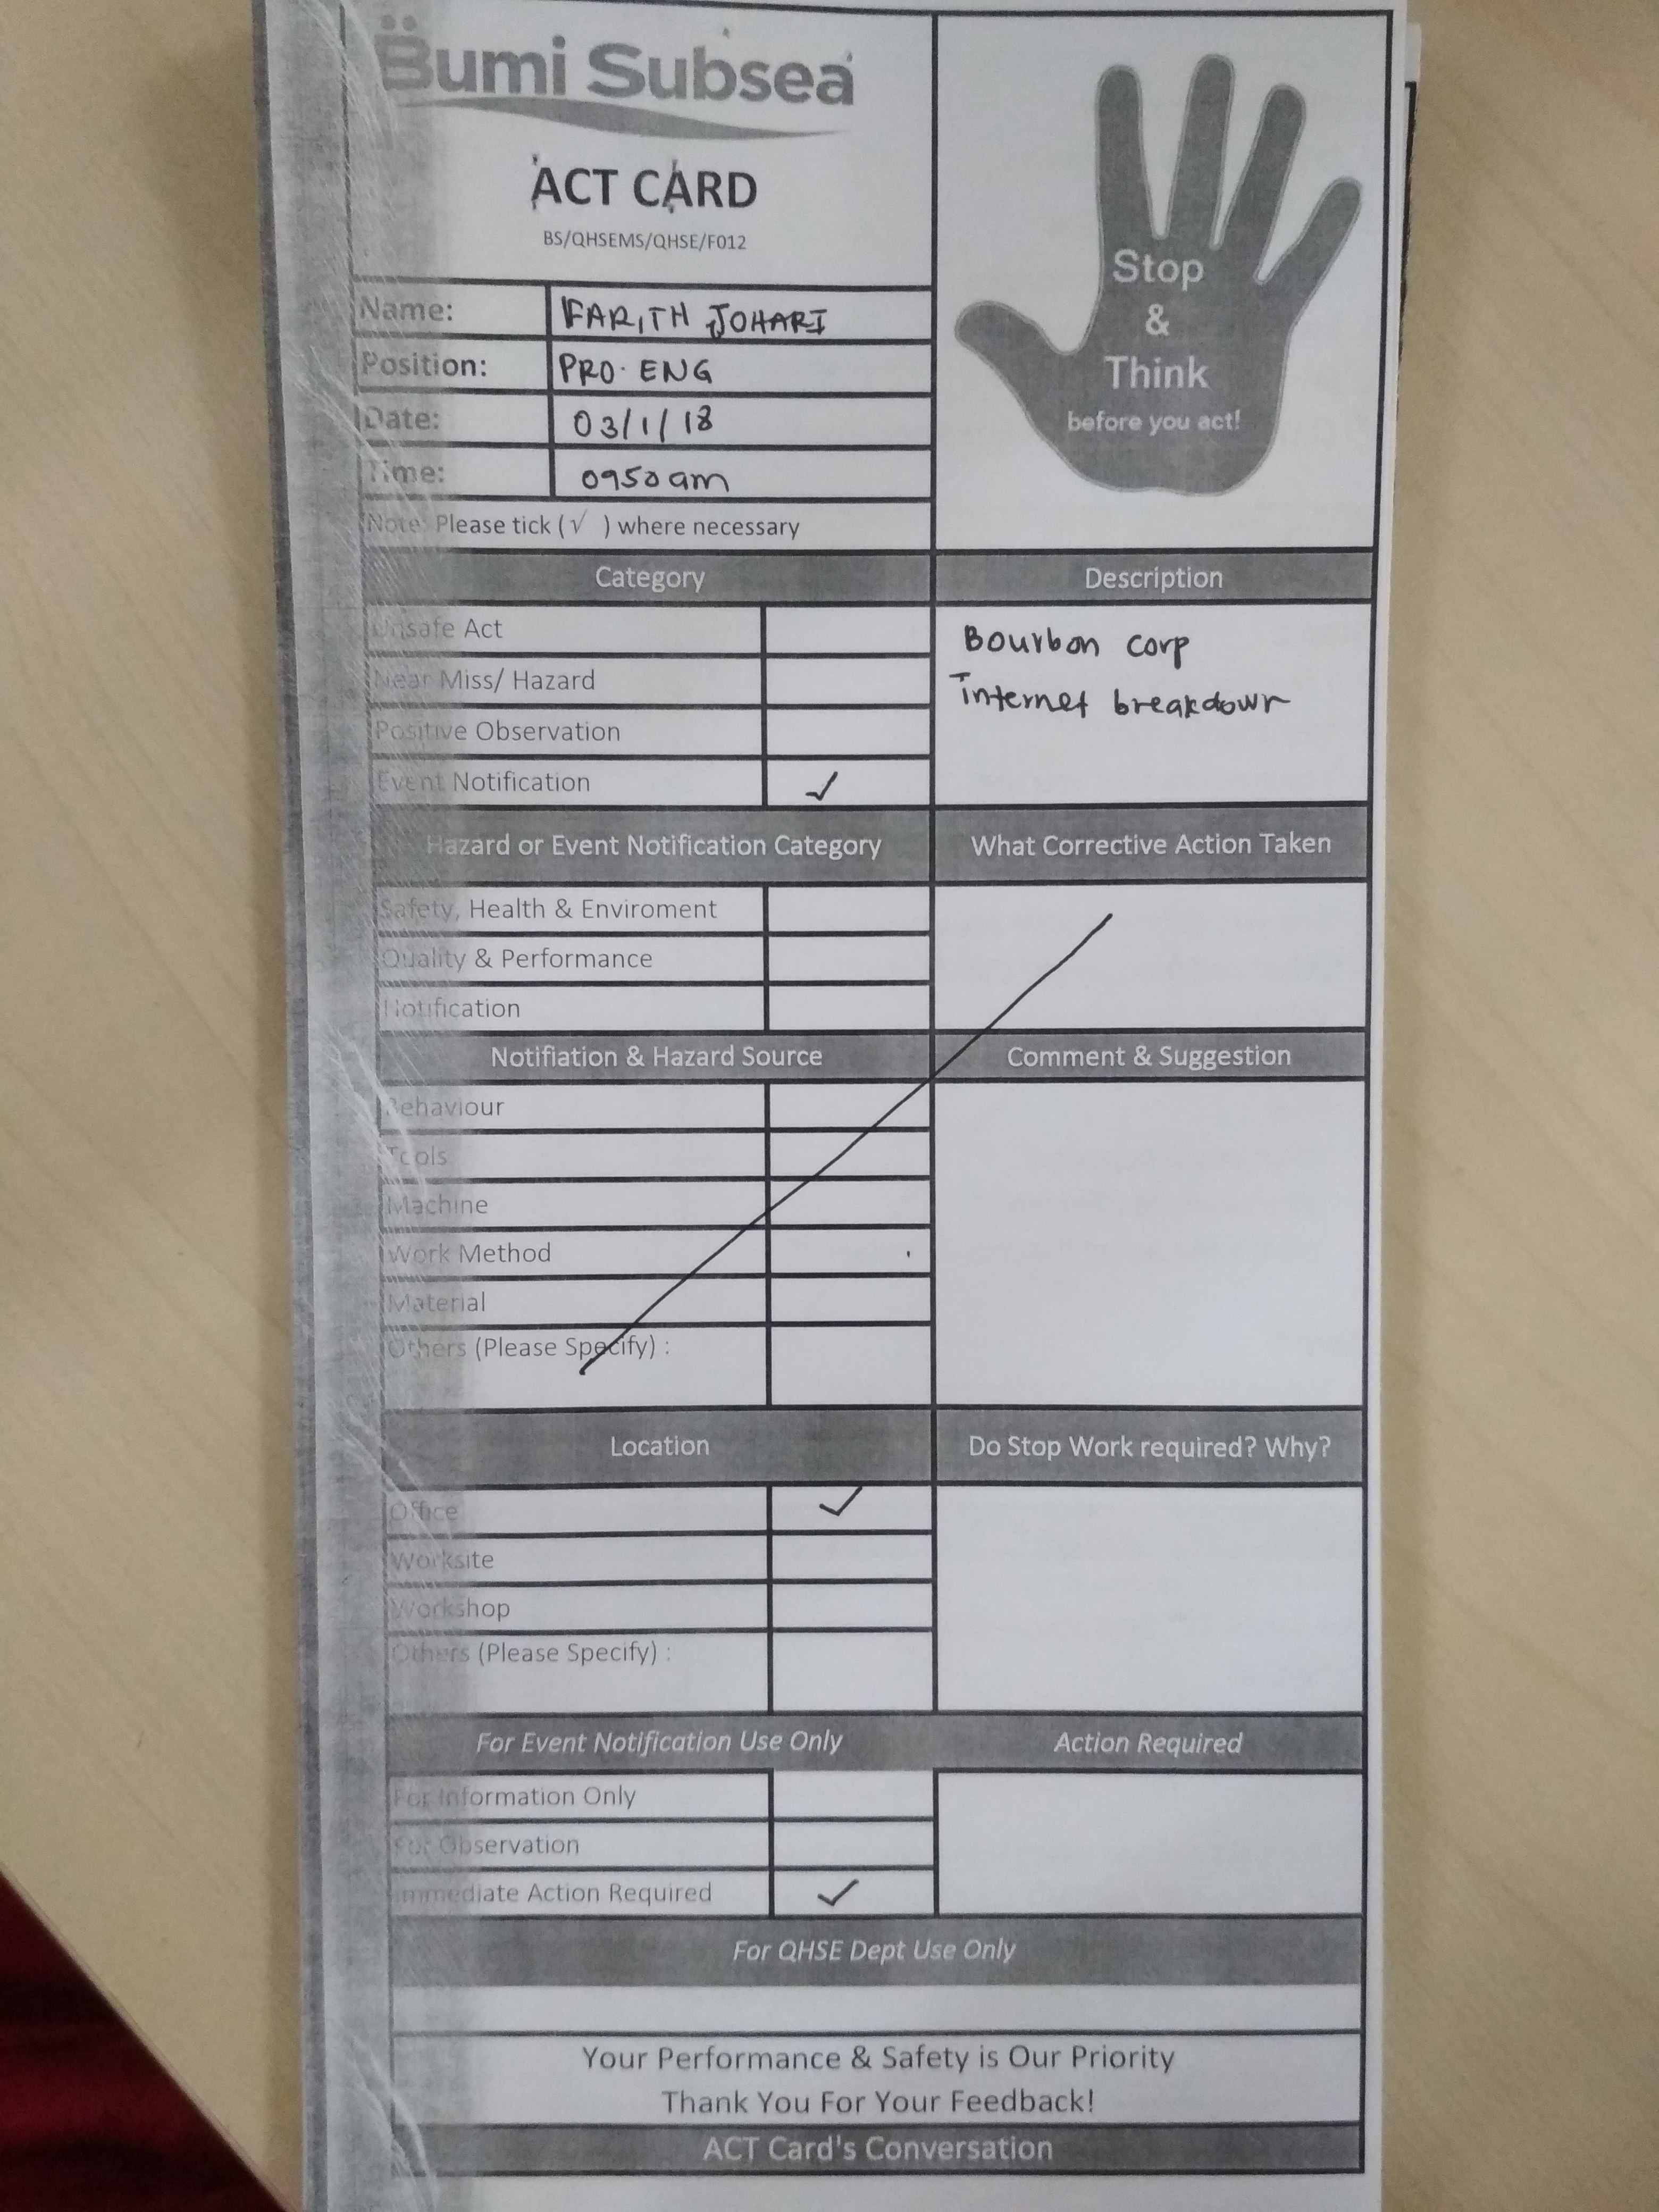 Bumi Subsea
ACT CARD
BS/QHSEMS/QHSE/F012
Name: FARITH JOHARI
Position: PRO. ENG
Date: 03/1/18
Time: 0950am
Note: Please tick (√ ) where necessary
Stop
&
Think
before you act!
Category
Unsafe Act
Near Miss/ Hazard
Positive Observation
Event Notification ✓
Description
Bourbon corp
Internet breakdown
Hazard or Event Notification Category
Safety, Health & Enviroment
Quality & Performance
Notification
What Corrective Action Taken
Notifiation & Hazard Source
Behaviour
Tools
Machine
Work Method
Material
Others (Please Specify) :
Comment & Suggestion
Location
Office ✓
Worksite
Workshop
Others (Please Specify) :
Do Stop Work required? Why?
For Event Notification Use Only
For Information Only
For Observation
Immediate Action Required ✓
Action Required
For QHSE Dept Use Only
Your Performance & Safety is Our Priority
Thank You For Your Feedback!
ACT Card's Conversation